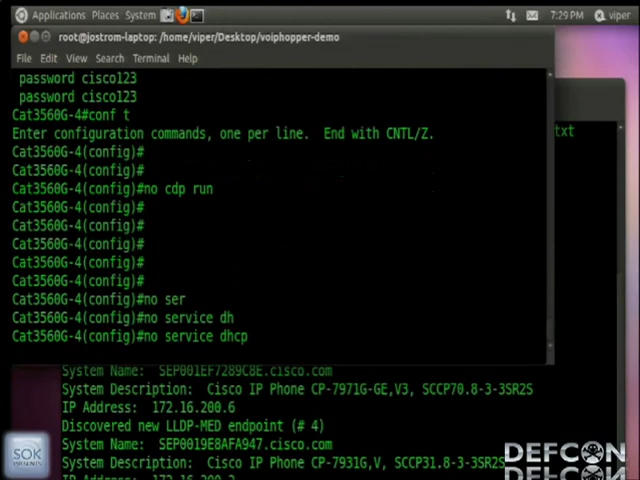 Applications Places System 7:29 PM viper
root@jostrom-laptop: /home/viper/Desktop/voiphopper-demo
File Edit View Search Terminal Help
password cisco123
password cisco123
Cat3560G-4#conf t
Enter configuration commands, one per line. End with CNTL/Z.
txt
Cat3560G-4(config)#
Cat3560G-4(config)#
Cat3560G-4(config)#no cdp run
Cat3560G-4(config)#
Cat3560G-4(config)#
Cat3560G-4(config)#
Cat3560G-4(config)#
Cat3560G-4(config)#
Cat3560G-4(config)#no ser
Cat3560G-4(config)#no service dh
Cat3560G-4(config)#no service dhcp
System Name: SEP001EF7289C8E.cisco.com
System Description: Cisco IP Phone CP-7971G-GE,V3, SCCP70.8-3-3SR2S
IP Address: 172.16.200.6
Discovered new LLDP-MED endpoint (# 4)
System Name: SEP0019E8AFA947.cisco.com
System Description: Cisco IP Phone CP-7931G,V, SCCP31.8-3-3SR2S
SOK
PRESENTS
DEFCON